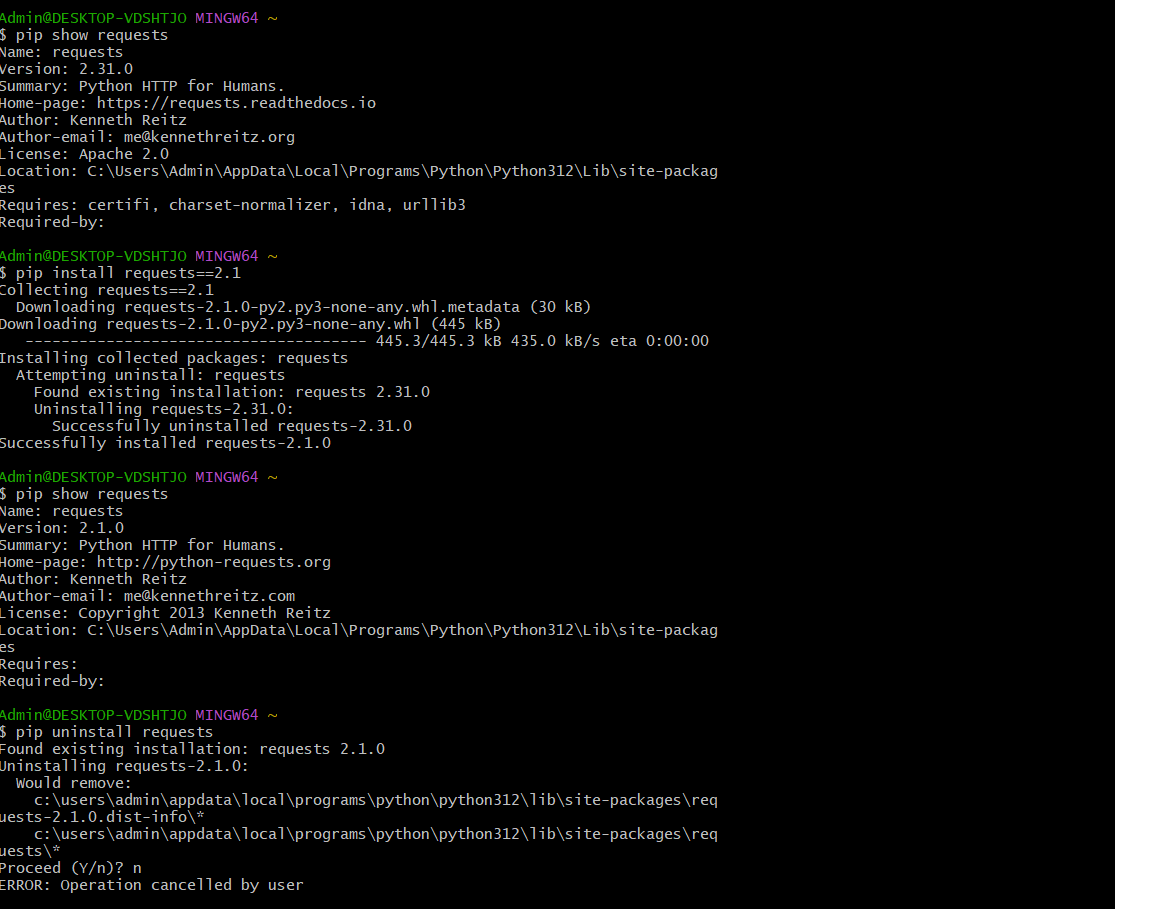 Admin@DESKTOP-VDSHTJO MINGW64 ~
$ pip show requests
Name: requests
Version: 2.31.0
Summary: Python HTTP for Humans.
Home-page: https://requests.readthedocs.io
Author: Kenneth Reitz
Author-email: me@kennethreitz.org
License: Apache 2.0
Location: C:\Users\Admin\AppData\Local\Programs\Python\Python312\Lib\site-packag
es
Requires: certifi, charset-normalizer, idna, urllib3
Required-by:

Admin@DESKTOP-VDSHTJO MINGW64 ~
$ pip install requests==2.1
Collecting requests==2.1
  Downloading requests-2.1.0-py2.py3-none-any.whl.metadata (30 kB)
Downloading requests-2.1.0-py2.py3-none-any.whl (445 kB)
   -------------------------------------- 445.3/445.3 kB 435.0 kB/s eta 0:00:00
Installing collected packages: requests
  Attempting uninstall: requests
    Found existing installation: requests 2.31.0
    Uninstalling requests-2.31.0:
      Successfully uninstalled requests-2.31.0
Successfully installed requests-2.1.0

Admin@DESKTOP-VDSHTJO MINGW64 ~
$ pip show requests
Name: requests
Version: 2.1.0
Summary: Python HTTP for Humans.
Home-page: http://python-requests.org
Author: Kenneth Reitz
Author-email: me@kennethreitz.com
License: Copyright 2013 Kenneth Reitz
Location: C:\Users\Admin\AppData\Local\Programs\Python\Python312\Lib\site-packag
es
Requires:
Required-by:

Admin@DESKTOP-VDSHTJO MINGW64 ~
$ pip uninstall requests
Found existing installation: requests 2.1.0
Uninstalling requests-2.1.0:
  Would remove:
    c:\users\admin\appdata\local\programs\python\python312\lib\site-packages\req
uests-2.1.0.dist-info\*
    c:\users\admin\appdata\local\programs\python\python312\lib\site-packages\req
uests\*
Proceed (Y/n)? n
ERROR: Operation cancelled by user